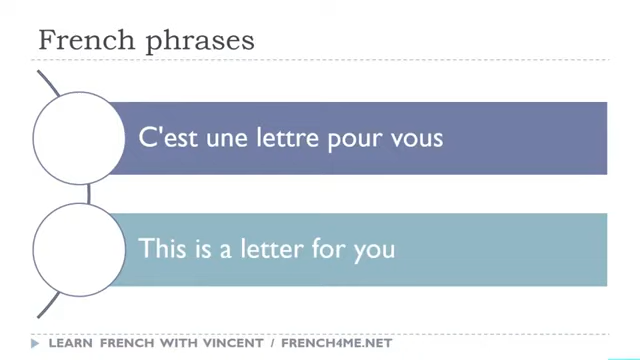 French phrases
C'est une lettre pour vous
This is a letter for you
LEARN FRENCH WITH VINCENT / FRENCH4ME.NET